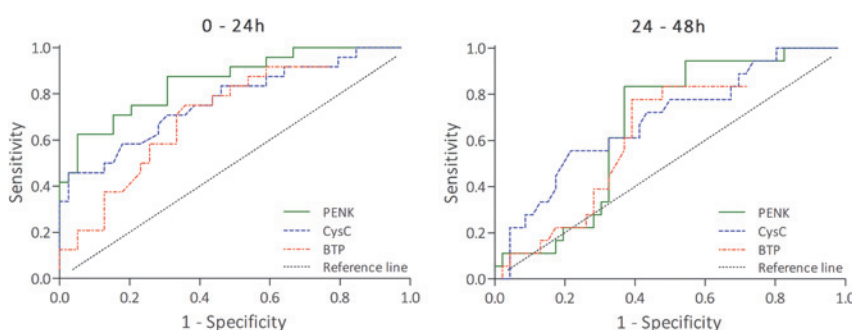 0 - 24h
Sensitivity
1.0
0.8
0.6
0.4
0.2
0.0
PENK
CysC
BTP
Reference line
0.0
0.2
0.4
0.6
0.8
1.0
1 - Specificity
24 - 48h
Sensitivity
1.0
0.8
0.6
0.4
0.2
0.0
PENK
CysC
BTP
Reference line
0.0
0.2
0.4
0.6
0.8
1.0
1 - Specificity